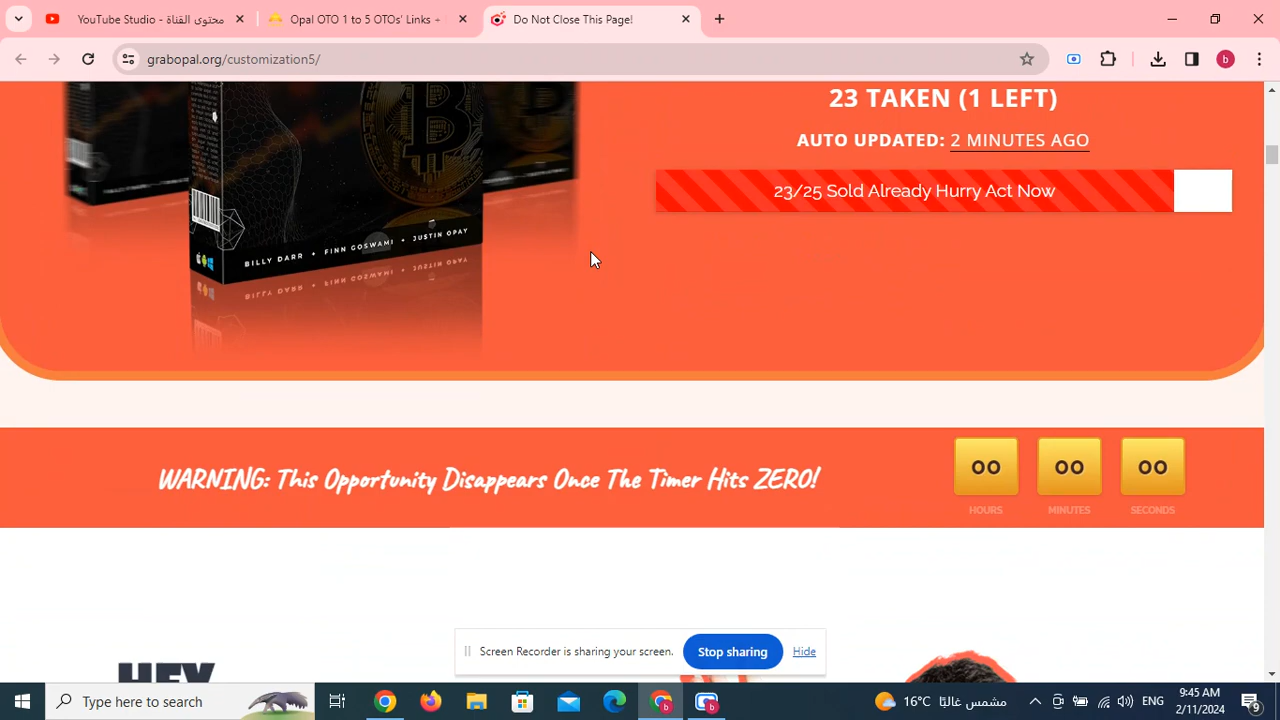 YouTube Studio - محتوى القناة
Opal OTO 1 to 5 OTOs' Links +
Do Not Close This Page!
grabopal.org/customization5/
b
23 TAKEN (1 LEFT)
AUTO UPDATED: 2 MINUTES AGO
23/25 Sold Already Hurry Act Now
BILLY DARR • FINN GOSWAMI • JUSTIN OPAY
WARNING: This Opportunity Disappears Once The Timer Hits ZERO!
00 00 00
HOURS MINUTES SECONDS
Screen Recorder is sharing your screen. Stop sharing Hide
HEY
Type here to search
16°C مشمس غالبًا
ENG
9:45 AM
2/11/2024
9